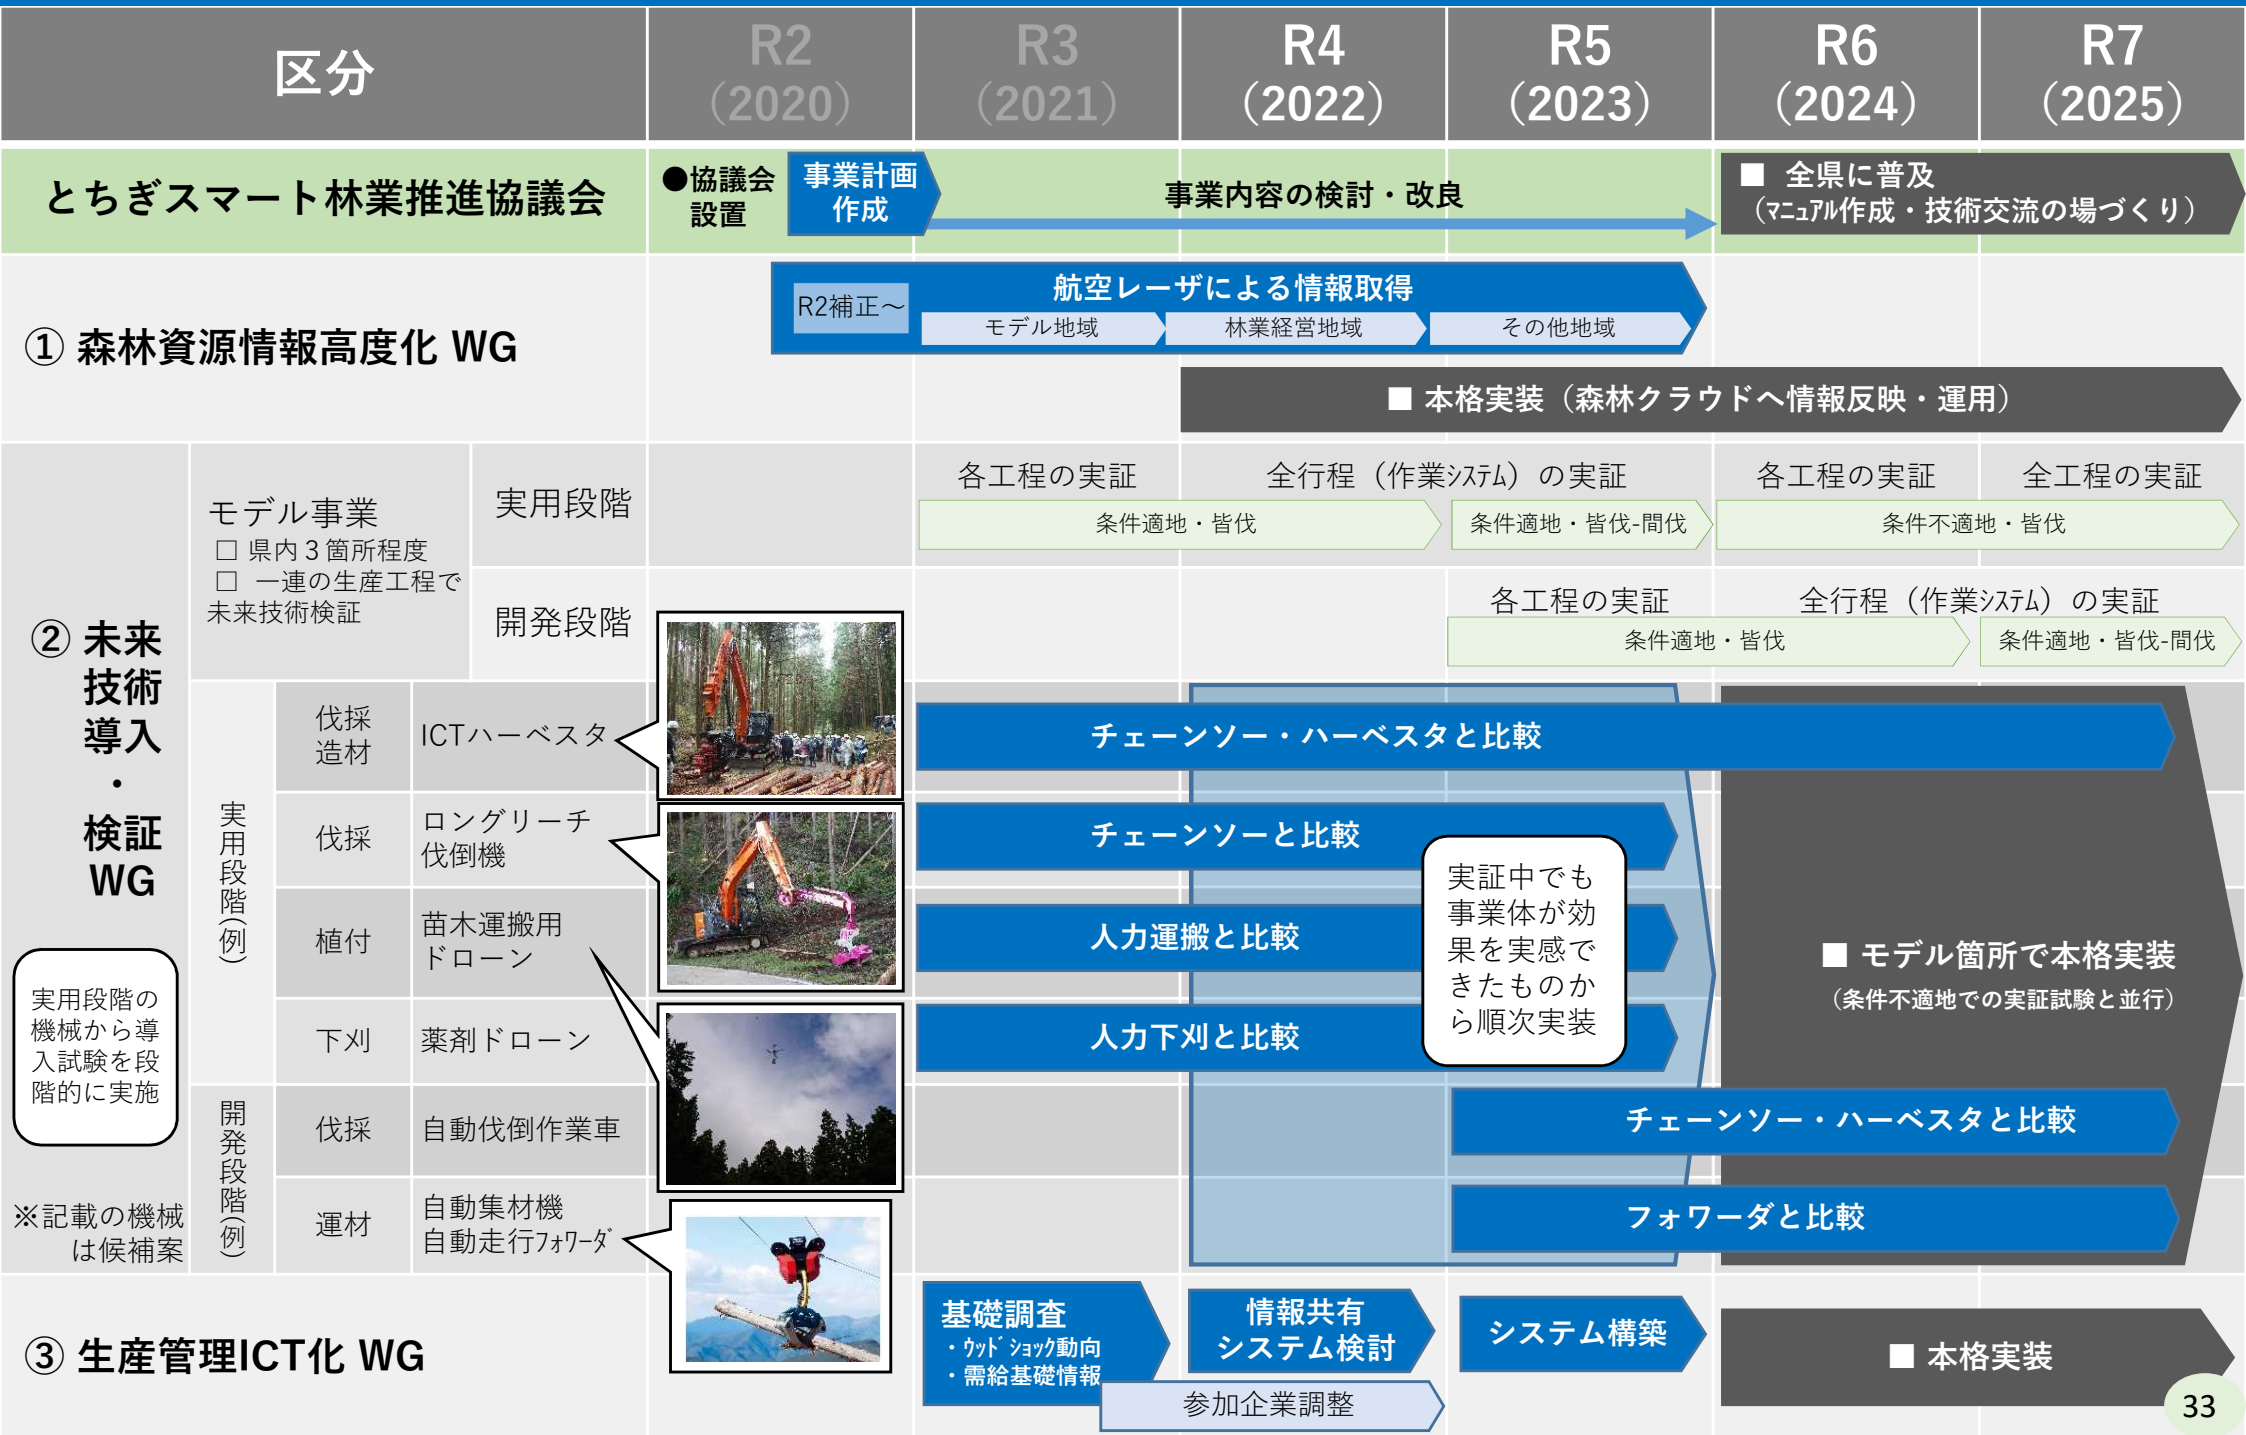 区分
R2
（2020）
R3
（2021）
R4
（2022）
R5
（2023）
R6
（2024）
R7
（2025）
とちぎスマート林業推進協議会
●協議会
設置
事業計画
作成
事業内容の検討・改良
■ 全県に普及
（ﾏﾆｭｱﾙ作成・技術交流の場づくり）
① 森林資源情報高度化 WG
R2補正～
航空レーザによる情報取得
モデル地域
林業経営地域
その他地域
■ 本格実装（森林クラウドへ情報反映・運用）
② 未来
技術
導入
・
検証
WG
実用段階の
機械から導
入試験を段
階的に実施
※記載の機械
は候補案
モデル事業
□ 県内３箇所程度
□ 一連の生産工程で
未来技術検証
実用段階
各工程の実証
全行程（作業ｼｽﾃﾑ）の実証
各工程の実証
全工程の実証
条件適地・皆伐
条件適地・皆伐-間伐
条件不適地・皆伐
開発段階
各工程の実証
全行程（作業ｼｽﾃﾑ）の実証
条件適地・皆伐
条件適地・皆伐-間伐
実用段階(例)
伐採
造材
ICTハーベスタ
チェーンソー・ハーベスタと比較
伐採
ロングリーチ
伐倒機
チェーンソーと比較
植付
苗木運搬用
ドローン
人力運搬と比較
下刈
薬剤ドローン
人力下刈と比較
実証中でも
事業体が効
果を実感で
きたものか
ら順次実装
■ モデル箇所で本格実装
（条件不適地での実証試験と並行）
開発段階(例)
伐採
自動伐倒作業車
チェーンソー・ハーベスタと比較
運材
自動集材機
自動走行ﾌｫﾜｰﾀﾞ
フォワーダと比較
③ 生産管理ICT化 WG
基礎調査
・ｳｯﾄﾞｼｮｯｸ動向
・需給基礎情報
情報共有
システム検討
参加企業調整
システム構築
■ 本格実装
33